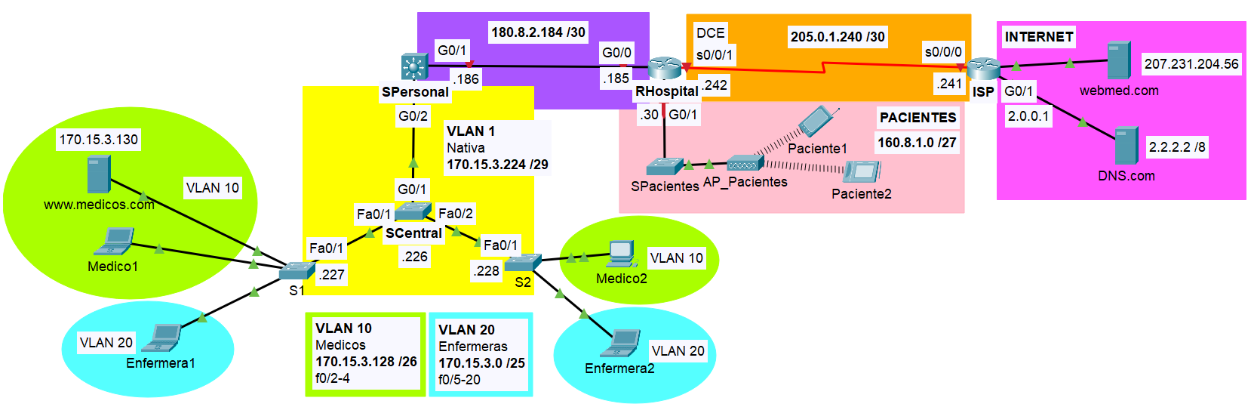 180.8.2.184 /30
G0/1
G0/0
.186
.185
SPersonal
G0/2
DCE
s0/0/1
205.0.1.240 /30
s0/0/0
RHospital
.242
.241
ISP
INTERNET
207.231.204.56
webmed.com
G0/1
2.0.0.1
2.2.2.2 /8
DNS.com
.30
G0/1
PACIENTES
160.8.1.0 /27
Paciente1
SPacientes
AP_Pacientes
Paciente2
VLAN 1
Nativa
170.15.3.224 /29
G0/1
Fa0/1
Fa0/2
SCentral
.226
Fa0/1
.227
S1
Fa0/1
.228
S2
170.15.3.130
VLAN 10
www.medicos.com
Medico1
VLAN 20
Enfermera1
VLAN 10
Medico2
VLAN 20
Enfermera2
VLAN 10
Medicos
170.15.3.128 /26
f0/2-4
VLAN 20
Enfermeras
170.15.3.0 /25
f0/5-20